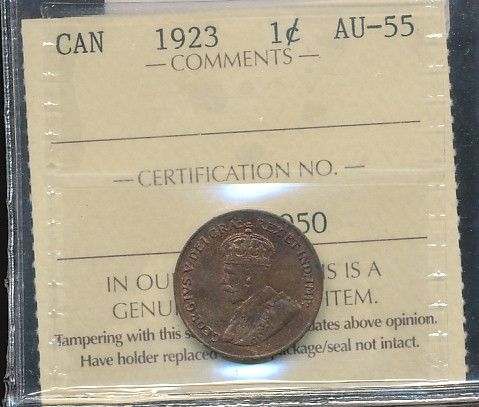 CAN 1923 1¢ AU-55
— COMMENTS —
— CERTIFICATION NO. —
050
IN OU IS IS A
GENU ITEM.
Tampering with this s dates above opinion.
Have holder replaced ackage/seal not intact.
GEORGIVS V DEI GRA: REX ET IND: IMP: